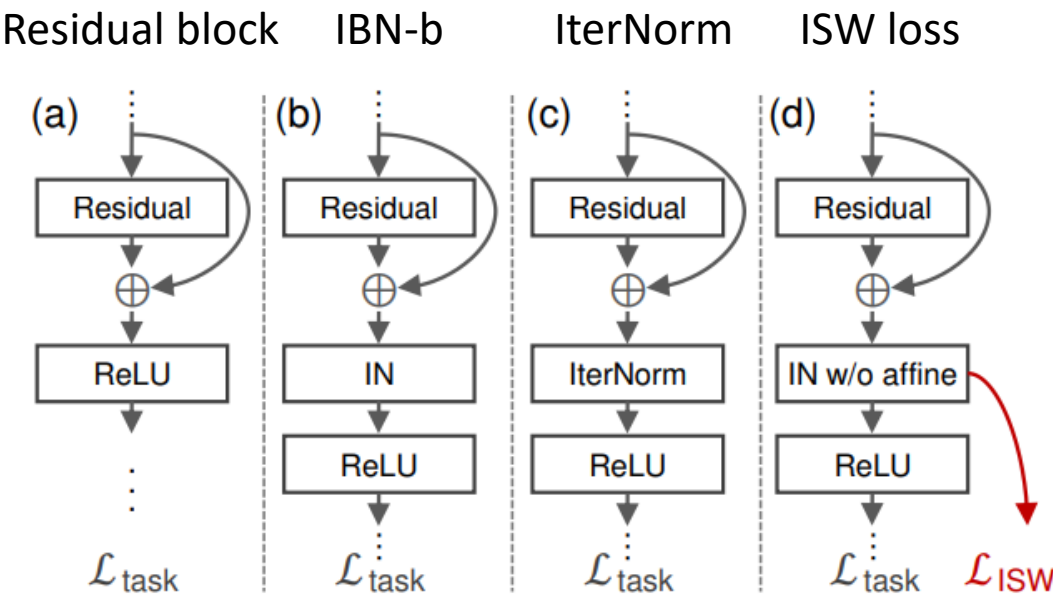 Residual block IBN-b IterNorm ISW loss
(a) (b) (c) (d)
Residual Residual Residual Residual
ReLU IN IterNorm IN w/o affine
ReLU ReLU ReLU
ℒtask ℒtask ℒtask ℒtask ℒISW